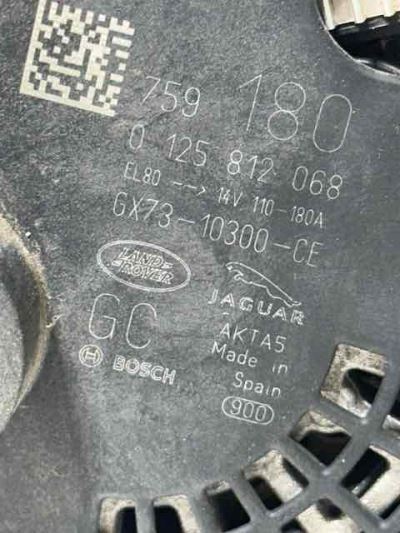 759 180
0 125 812 068
EL80 --> 14V 110-180A
GX73-10300-CE
LAND-ROVER
JAGUAR
GC AKTA5
BOSCH Made in
Spain
900